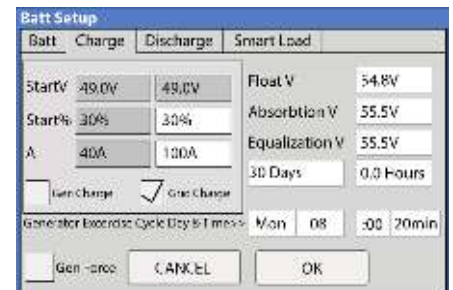 Batt Setup
Batt Charge Discharge Smart Load
StartV 49.0V 49.0V
Start% 30% 30%
A 40A 100A
Gen Charge Grid Charge
Float V 54.8V
Absorbtion V 55.5V
Equalization V 55.5V
30 Days 0.0 Hours
Generator Excercise Cycle Day & Time>> Mon 08 :00 20min
Gen Force CANCEL OK